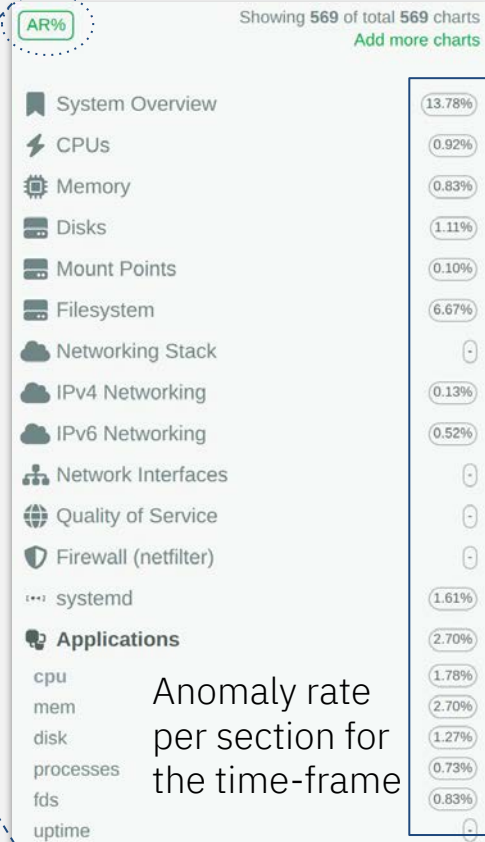 AR%
Showing 569 of total 569 charts
Add more charts
System Overview 13.78%
CPUs 0.92%
Memory 0.83%
Disks 1.11%
Mount Points 0.10%
Filesystem 6.67%
Networking Stack -
IPv4 Networking 0.13%
IPv6 Networking 0.52%
Network Interfaces -
Quality of Service -
Firewall (netfilter) -
systemd 1.61%
Applications 2.70%
cpu 1.78%
mem 2.70%
disk 1.27%
processes 0.73%
fds 0.83%
uptime -
Anomaly rate
per section for
the time-frame